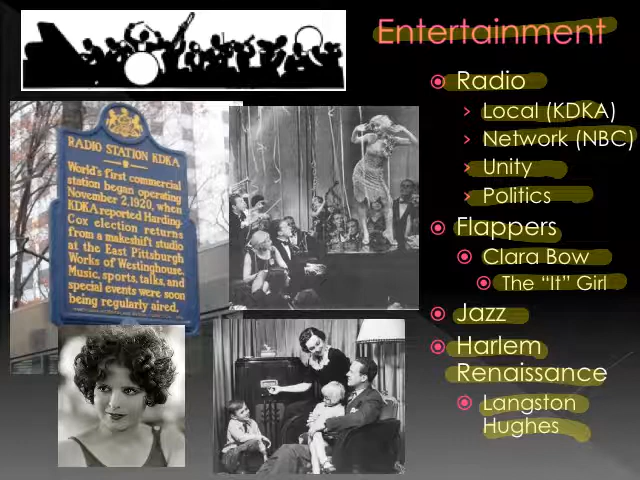 Entertainment
Radio
Local (KDKA)
Network (NBC)
Unity
Politics
Flappers
Clara Bow
The “It” Girl
Jazz
Harlem
Renaissance
Langston
Hughes
RADIO STATION KDKA
World's first commercial
station began operating
November 2, 1920, when
KDKA reported Harding-
Cox election returns
from a makeshift studio
at the East Pittsburgh
Works of Westinghouse.
Music, sports, talks, and
special events were soon
being regularly aired.